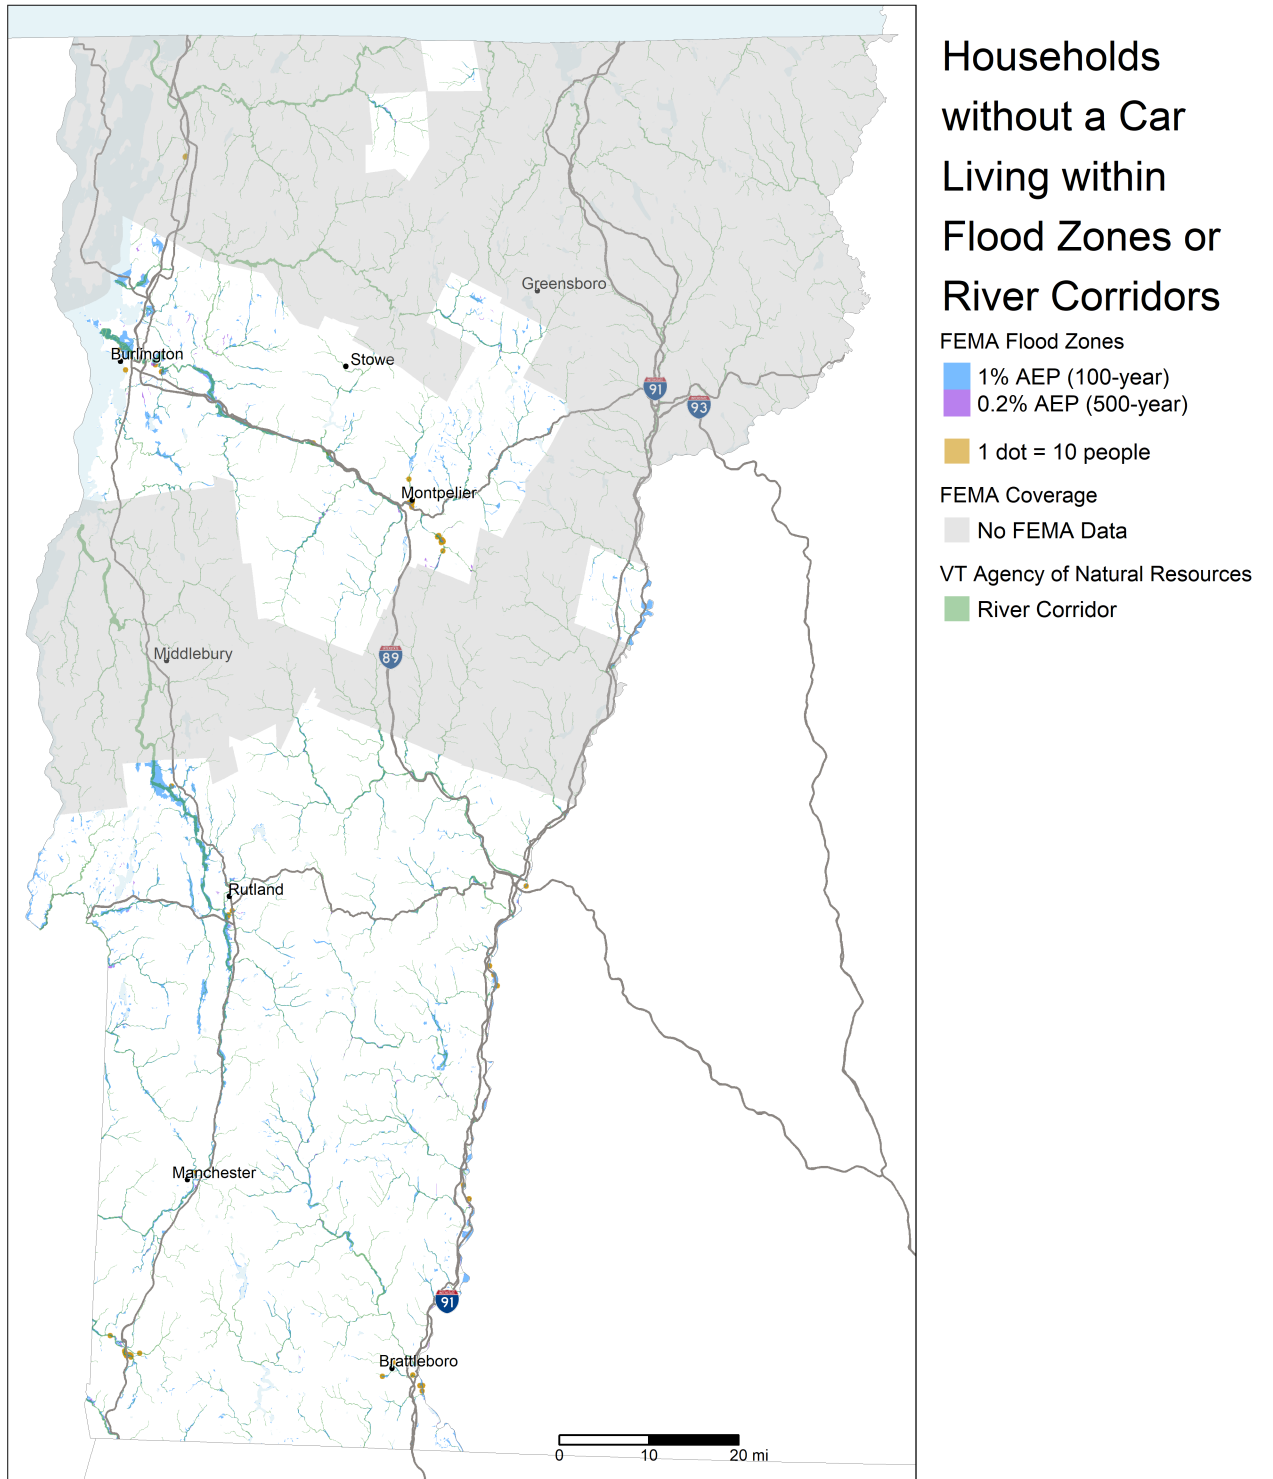 Households
without a Car
Living within
Flood Zones or
River Corridors
FEMA Flood Zones
1% AEP (100-year)
0.2% AEP (500-year)
1 dot = 10 people
FEMA Coverage
No FEMA Data
VT Agency of Natural Resources
River Corridor
Greensboro
Burlington
Stowe
91
93
Montpelier
Middlebury
89
Rutland
Manchester
91
Brattleboro
0 10 20 mi